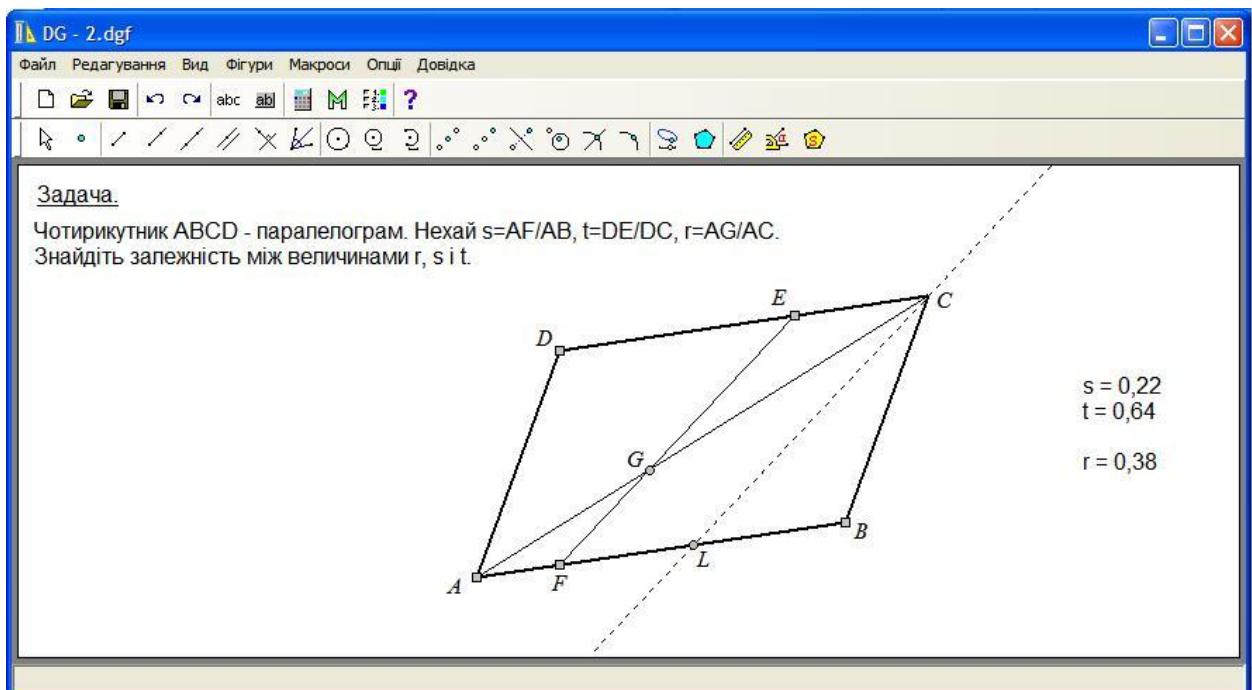 DG - 2.dgf
Файл Редагування Вид Фігури Макроси Опції Довідка
abc ab M ?
α S
Задача.
Чотирикутник ABCD - паралелограм. Нехай s=AF/AB, t=DE/DC, r=AG/AC.
Знайдіть залежність між величинами r, s і t.
E
C
D
s = 0,22
t = 0,64
G
r = 0,38
B
L
A
F